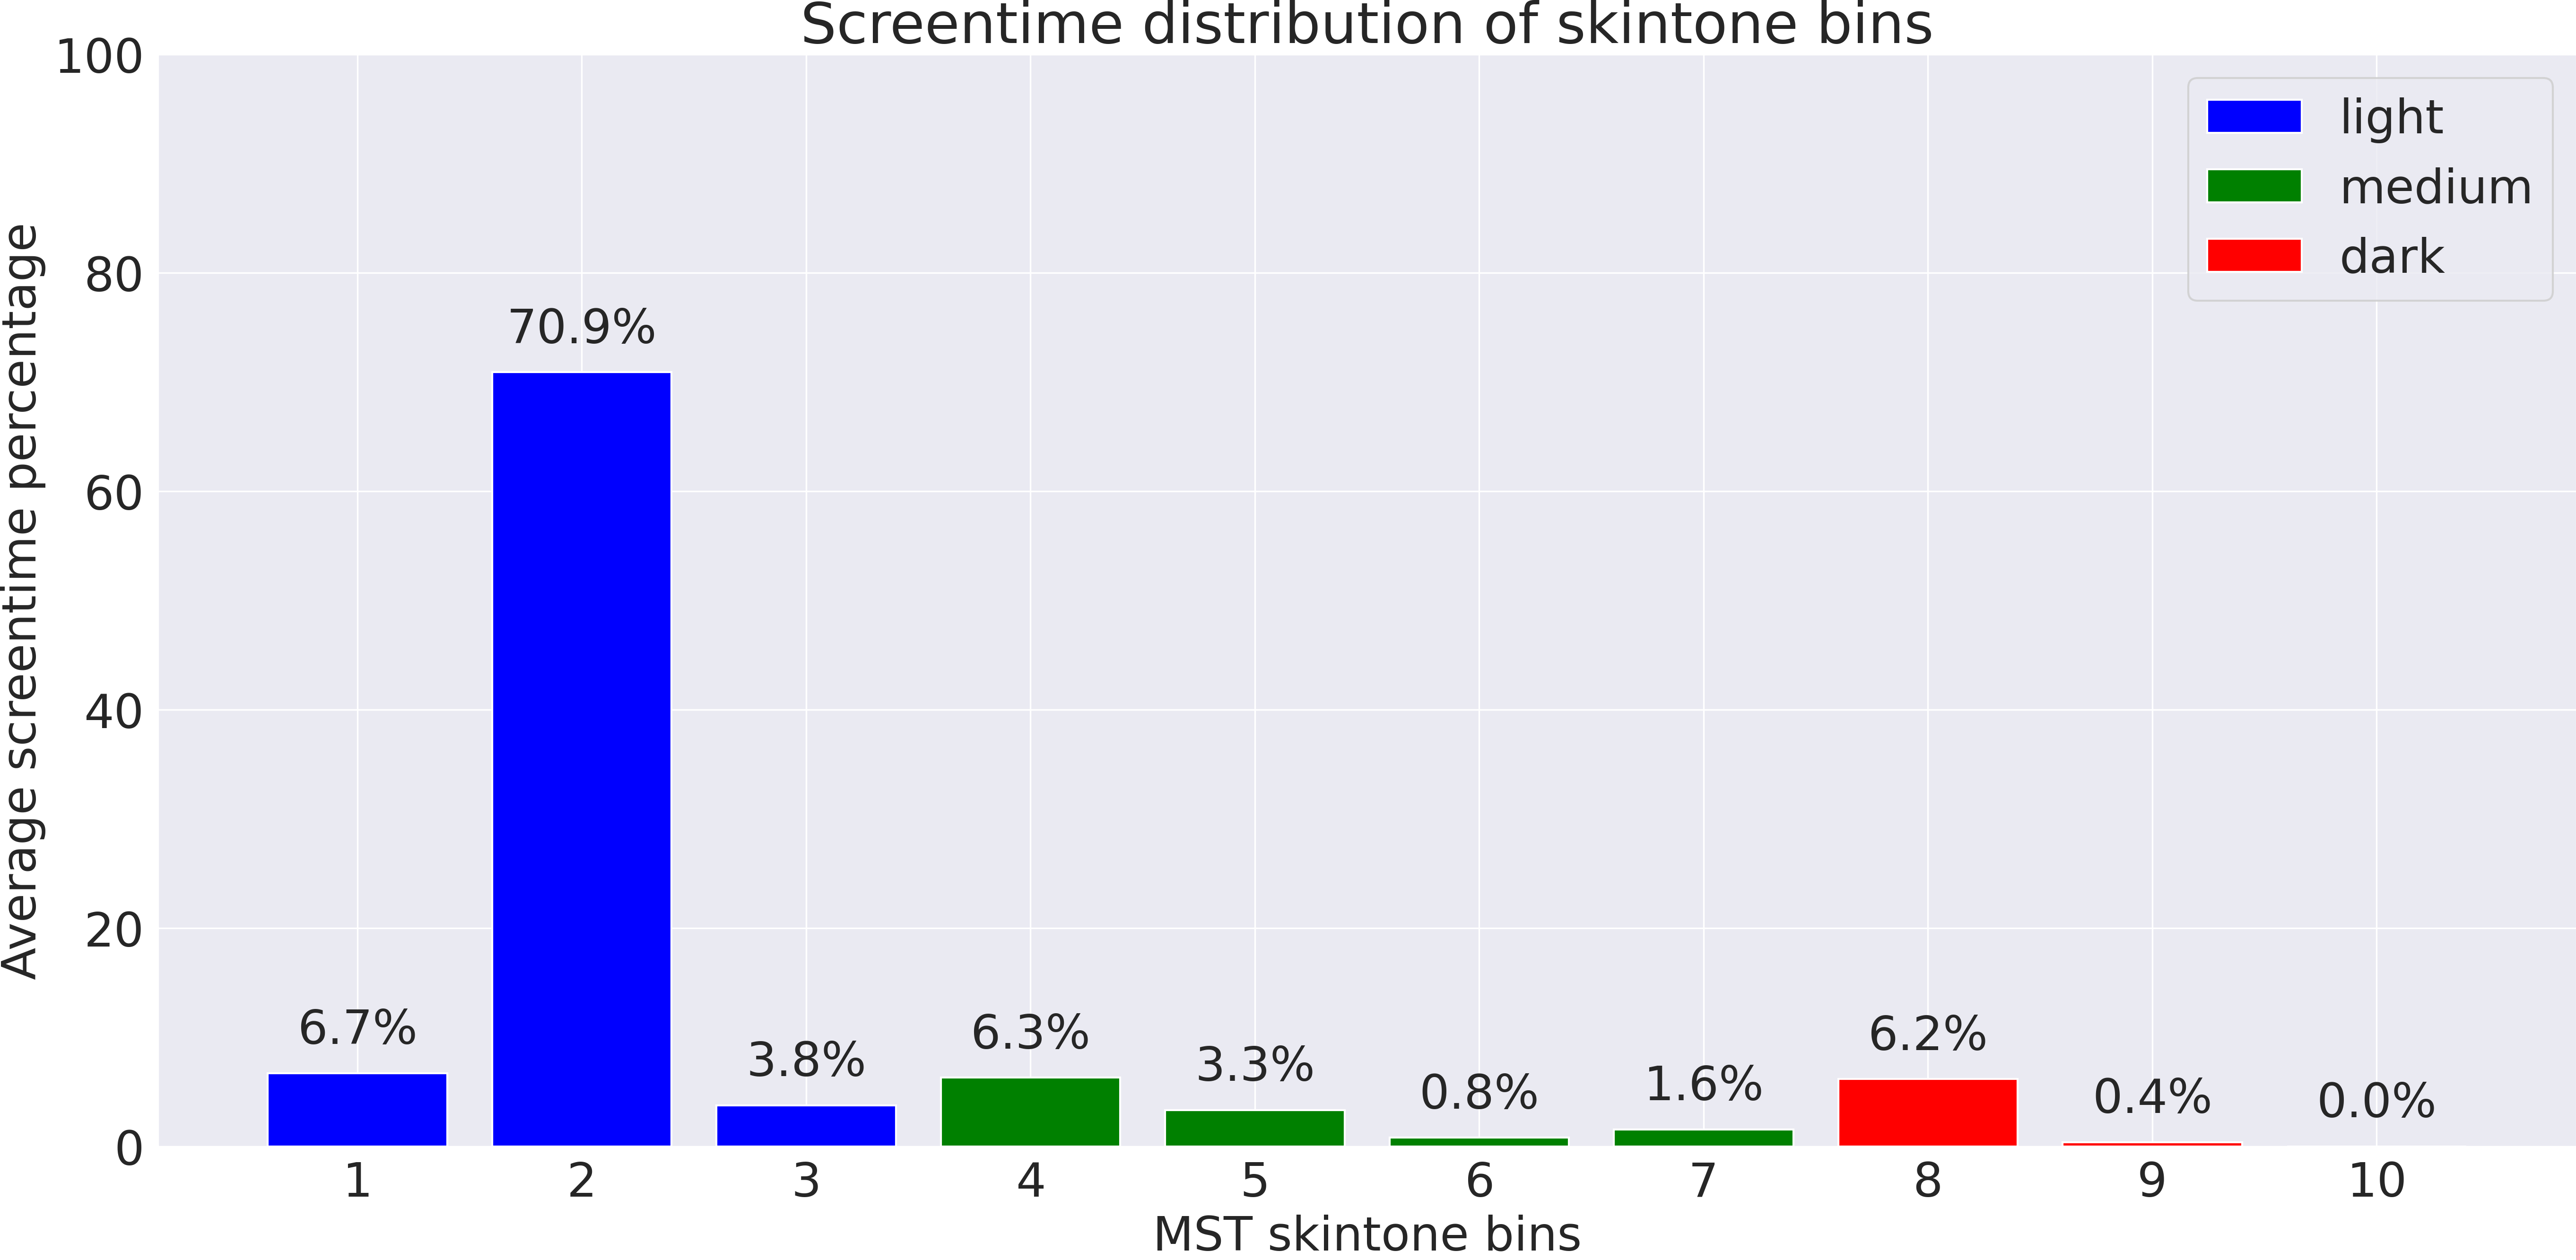 Screentime distribution of skintone bins
100
80
60
40
20
0
Average screentime percentage
light
medium
dark
6.7%
70.9%
3.8%
6.3%
3.3%
0.8%
1.6%
6.2%
0.4%
0.0%
1 2 3 4 5 6 7 8 9 10
MST skintone bins